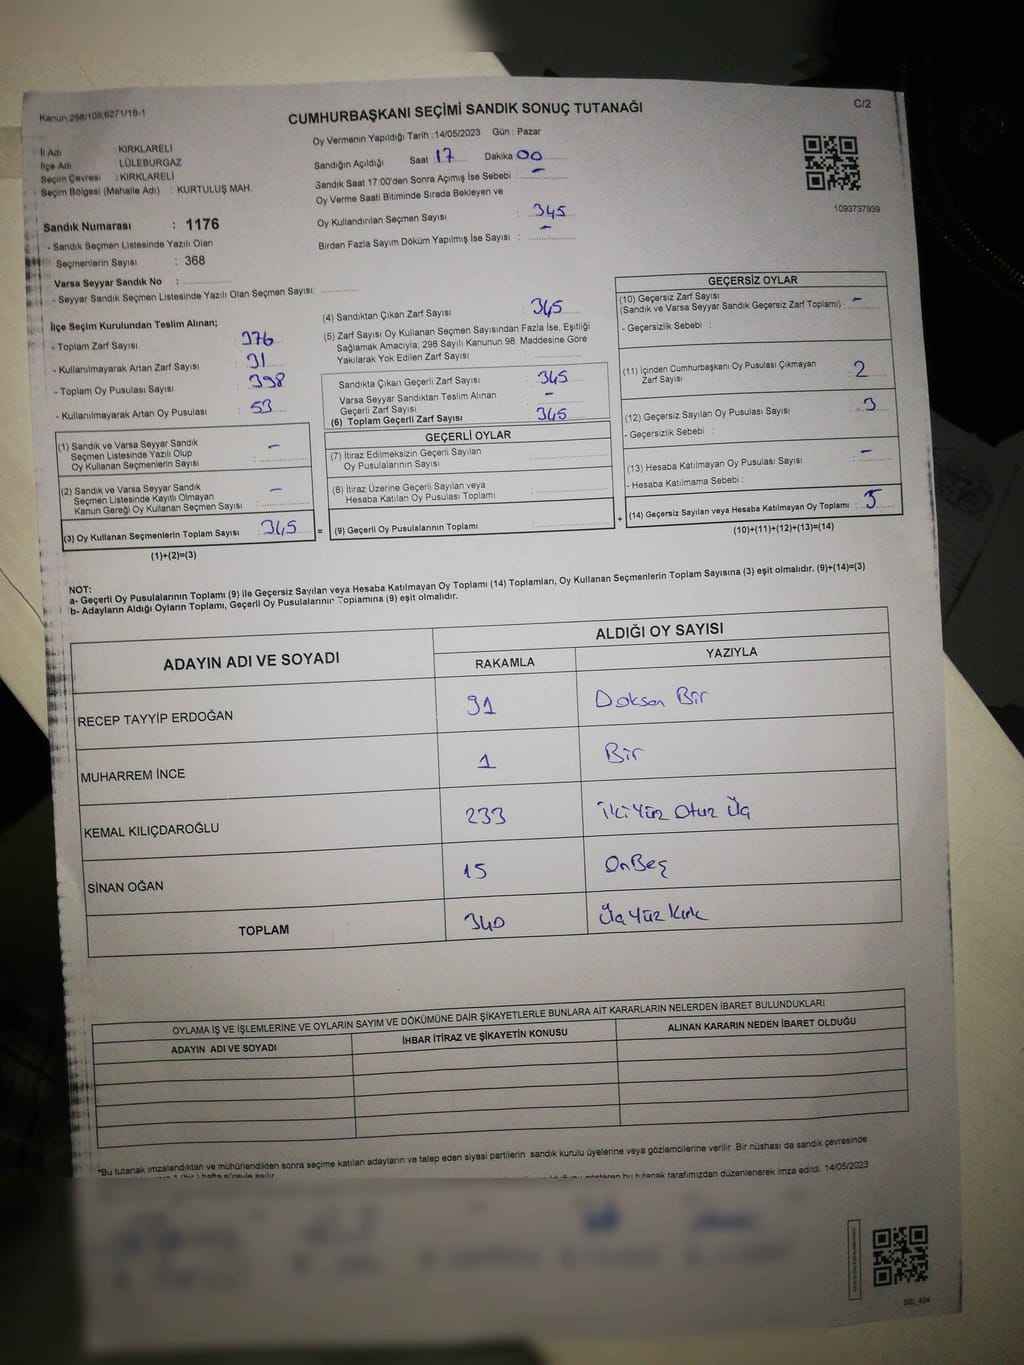 Kanun 298/105,6271/18-1
CUMHURBAŞKANI SEÇİMİ SANDIK SONUÇ TUTANAĞI
C/2
Oy Vermenin Yapıldığı Tarih :14/05/2023 Gün : Pazar
İl Adı : KIRKLARELİ
İlçe Adı : LÜLEBURGAZ
Seçim Çevresi : KIRKLARELİ
Seçim Bölgesi (Mahalle Adı) : KURTULUŞ MAH.
Sandığın Açıldığı Saat 17 Dakika 00
Sandık Saat 17:00'den Sonra Açımış İse Sebebi : -
Oy Verme Saati Bitiminde Sırada Bekleyen ve
Oy Kullandırılan Seçmen Sayısı : 345
Birden Fazla Sayım Döküm Yapılmış İse Sayısı : -
1093737939
Sandık Numarası : 1176
- Sandık Seçmen Listesinde Yazılı Olan
Seçmenlerin Sayısı : 368
Varsa Seyyar Sandık No :
- Seyyar Sandık Seçmen Listesinde Yazılı Olan Seçmen Sayısı:
İlçe Seçim Kurulundan Teslim Alınan;
- Toplam Zarf Sayısı : 376
- Kullanılmayarak Artan Zarf Sayısı : 31
- Toplam Oy Pusulası Sayısı : 398
- Kullanılmayarak Artan Oy Pusulası : 53
(1) Sandık ve Varsa Seyyar Sandık
Seçmen Listesinde Yazılı Olup
Oy Kullanan Seçmenlerin Sayısı : -
(2) Sandık ve Varsa Seyyar Sandık
Seçmen Listesinde Kayıtlı Olmayan
Kanun Gereği Oy Kullanan Seçmen Sayısı : -
(3) Oy Kullanan Seçmenlerin Toplam Sayısı : 345
(1)+(2)=(3)
(4) Sandıktan Çıkan Zarf Sayısı : 345
(5) Zarf Sayısı Oy Kullanan Seçmen Sayısından Fazla İse, Eşitliği
Sağlamak Amacıyla; 298 Sayılı Kanunun 98. Maddesine Göre
Yakılarak Yok Edilen Zarf Sayısı :
Sandıkta Çıkan Geçerli Zarf Sayısı : 345
Varsa Seyyar Sandıktan Teslim Alınan
Geçerli Zarf Sayısı : -
(6) Toplam Geçerli Zarf Sayısı : 345
GEÇERLİ OYLAR
(7) İtiraz Edilmeksizin Geçerli Sayılan
Oy Pusulalarının Sayısı :
(8) İtiraz Üzerine Geçerli Sayılan veya
Hesaba Katılan Oy Pusulası Toplamı :
= (9) Geçerli Oy Pusulalarının Toplamı :
GEÇERSİZ OYLAR
(10) Geçersiz Zarf Sayısı
(Sandık ve Varsa Seyyar Sandık Geçersiz Zarf Toplamı) : -
- Geçersizlik Sebebi :
(11) İçinden Cumhurbaşkanı Oy Pusulası Çıkmayan
Zarf Sayısı : 2
(12) Geçersiz Sayılan Oy Pusulası Sayısı : 3
- Geçersizlik Sebebi :
(13) Hesaba Katılmayan Oy Pusulası Sayısı : -
- Hesaba Katılmama Sebebi :
+ (14) Geçersiz Sayılan veya Hesaba Katılmayan Oy Toplamı : 5
(10)+(11)+(12)+(13)=(14)
NOT:
a- Geçerli Oy Pusulalarının Toplamı (9) ile Geçersiz Sayılan veya Hesaba Katılmayan Oy Toplamı (14) Toplamları, Oy Kullanan Seçmenlerin Toplam Sayısına (3) eşit olmalıdır. (9)+(14)=(3)
b- Adayların Aldığı Oyların Toplamı, Geçerli Oy Pusulalarının Toplamına (9) eşit olmalıdır.
ADAYIN ADI VE SOYADI
ALDIĞI OY SAYISI
RAKAMLA YAZIYLA
RECEP TAYYİP ERDOĞAN 91 Doksan Bir
MUHARREM İNCE 1 Bir
KEMAL KILIÇDAROĞLU 233 İki Yüz Otuz Üç
SİNAN OĞAN 15 OnBeş
TOPLAM 340 Üç Yüz Kırk
OYLAMA İŞ VE İŞLEMLERİNE VE OYLARIN SAYIM VE DÖKÜMÜNE DAİR ŞİKAYETLERLE BUNLARA AİT KARARLARIN NELERDEN İBARET BULUNDUKLARI
ADAYIN ADI VE SOYADI İHBAR İTİRAZ VE ŞİKAYETİN KONUSU ALINAN KARARIN NEDEN İBARET OLDUĞU
*Bu tutanak imzalandıktan ve mühürlendikten sonra seçime katılan adayların ve talep eden siyasi partilerin sandık kurulu üyelerine veya gözlemcilerine verilir .Bir nüshası da sandık çevresinde
1 (bir) hafta süreyle asılır
gösteren bu tutanak tarafımızdan düzenlenerek imza edildi. 14/05/2023